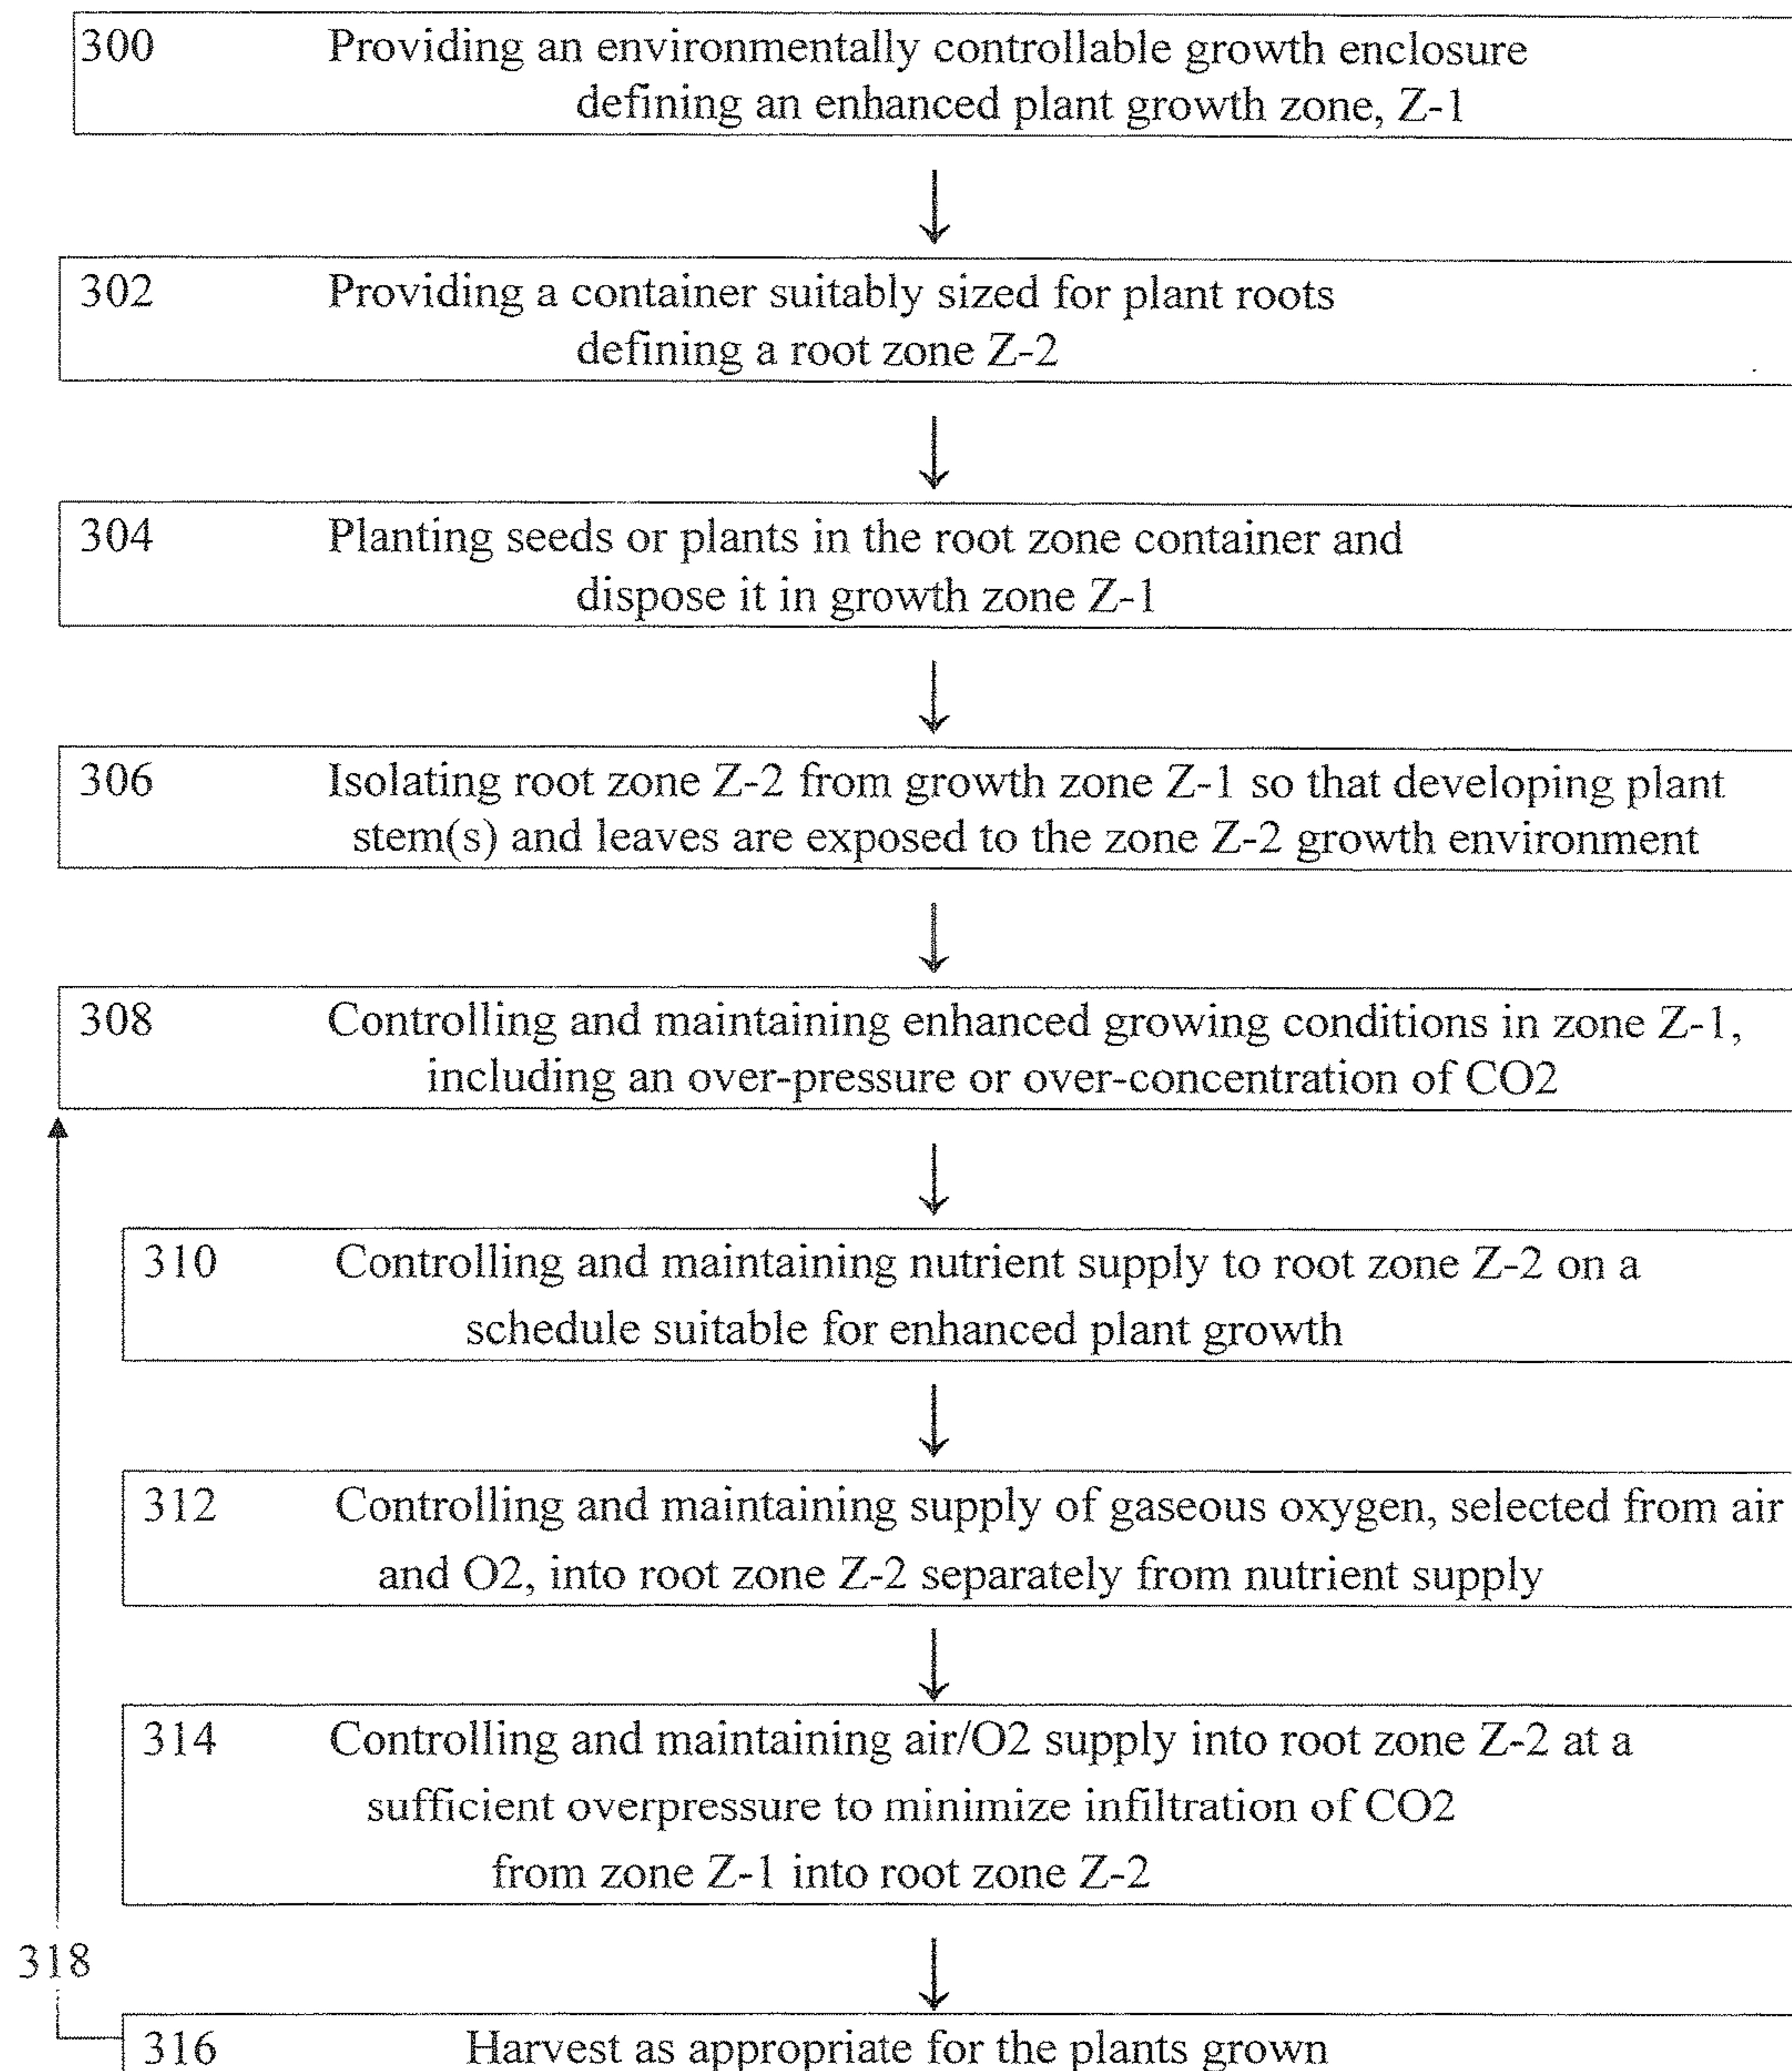 300 Providing an environmentally controllable growth enclosure
defining an enhanced plant growth zone, Z-1
302 Providing a container suitably sized for plant roots
defining a root zone Z-2
304 Planting seeds or plants in the root zone container and
dispose it in growth zone Z-1
306 Isolating root zone Z-2 from growth zone Z-1 so that developing plant
stem(s) and leaves are exposed to the zone Z-2 growth environment
308 Controlling and maintaining enhanced growing conditions in zone Z-1,
including an over-pressure or over-concentration of CO2
310 Controlling and maintaining nutrient supply to root zone Z-2 on a
schedule suitable for enhanced plant growth
312 Controlling and maintaining supply of gaseous oxygen, selected from air
and O2, into root zone Z-2 separately from nutrient supply
314 Controlling and maintaining air/O2 supply into root zone Z-2 at a
sufficient overpressure to minimize infiltration of CO2
from zone Z-1 into root zone Z-2
318
316 Harvest as appropriate for the plants grown